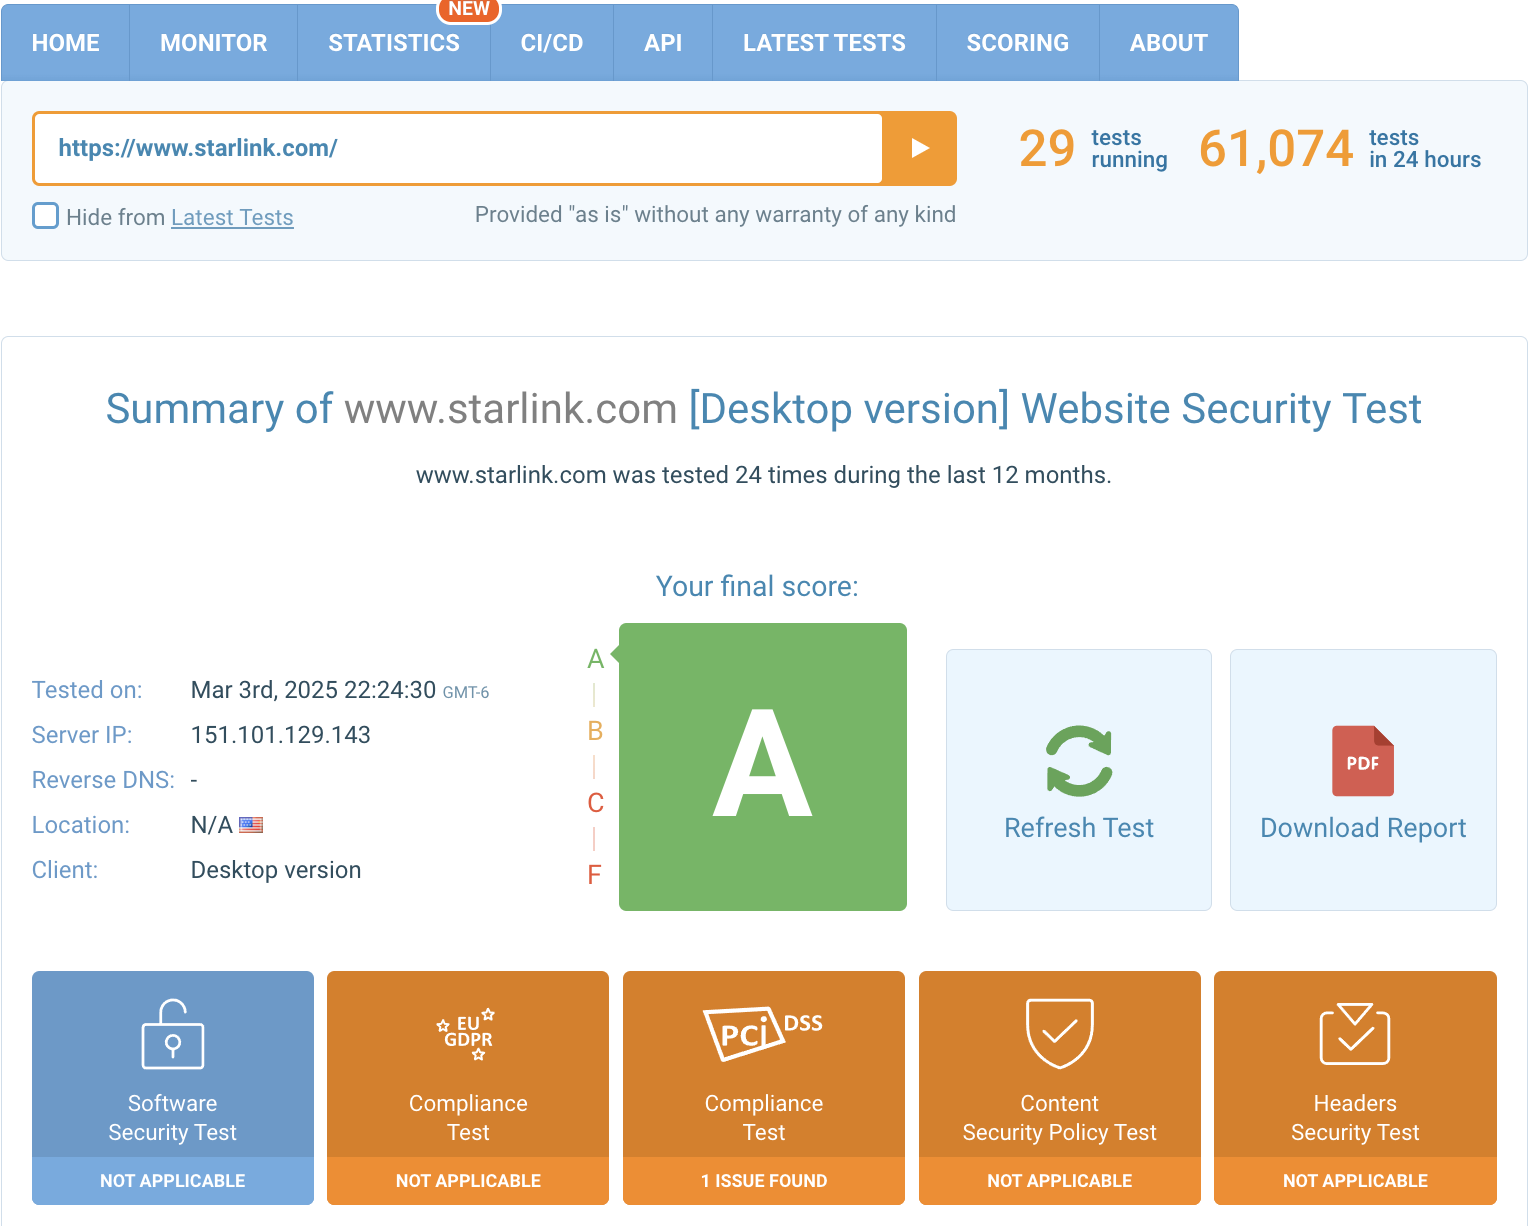 NEW
HOME MONITOR STATISTICS CI/CD API LATEST TESTS SCORING ABOUT
https://www.starlink.com/
29 tests running 61,074 tests in 24 hours
Hide from Latest Tests
Provided "as is" without any warranty of any kind
Summary of www.starlink.com [Desktop version] Website Security Test
www.starlink.com was tested 24 times during the last 12 months.
Your final score:
Tested on: Mar 3rd, 2025 22:24:30 GMT-6
Server IP: 151.101.129.143
Reverse DNS: -
Location: N/A
Client: Desktop version
A
B
C
F
A
Refresh Test
PDF
Download Report
Software
Security Test
NOT APPLICABLE
EU
GDPR
Compliance
Test
NOT APPLICABLE
PCi DSS
Compliance
Test
1 ISSUE FOUND
Content
Security Policy Test
NOT APPLICABLE
Headers
Security Test
NOT APPLICABLE